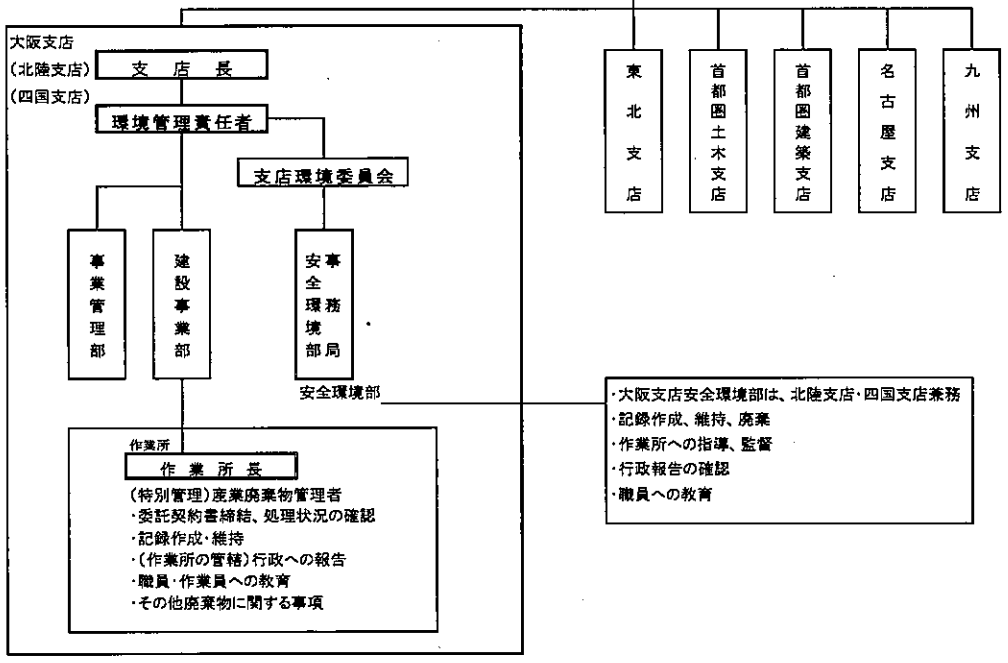 大阪支店
(北陸支店)
(四国支店)
支店長
環境管理責任者
支店環境委員会
事業管理部
建設事業部
事務局
安全環境部
安全環境部
作業所
作業所長
(特別管理)産業廃棄物管理者
・委託契約書締結、処理状況の確認
・記録作成・維持
・(作業所の管轄)行政への報告
・職員・作業員への教育
・その他廃棄物に関する事項
東北支店
首都圏土木支店
首都圏建築支店
名古屋支店
九州支店
・大阪支店安全環境部は、北陸支店・四国支店兼務
・記録作成、維持、廃棄
・作業所への指導、監督
・行政報告の確認
・職員への教育